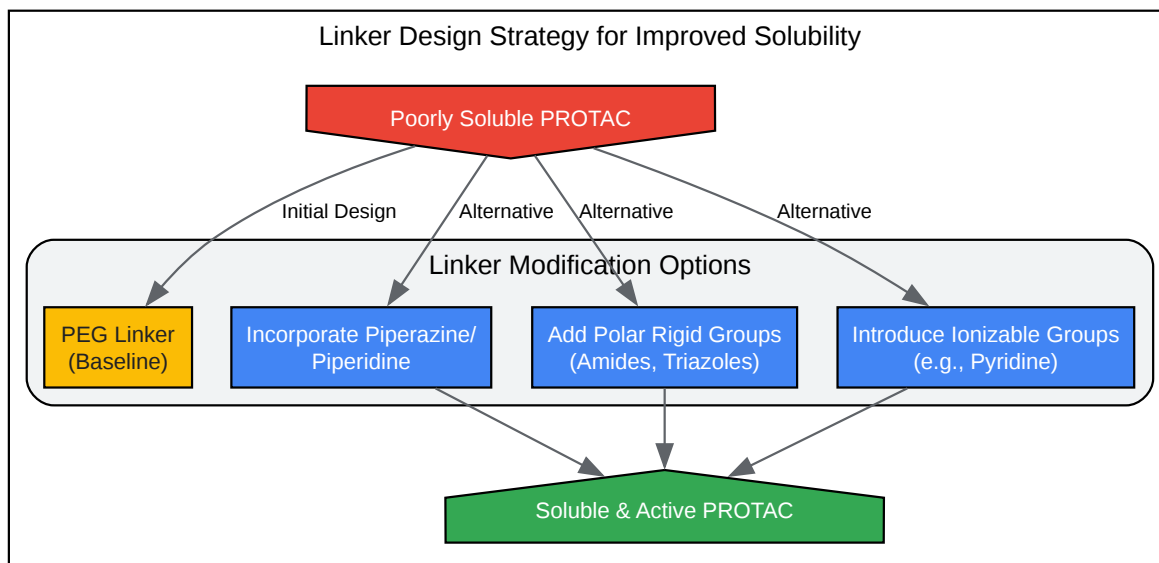 Linker Design Strategy for Improved Solubility
Poorly Soluble PROTAC
Initial Design
Alternative
Alternative
Alternative
Linker Modification Options
PEG Linker
(Baseline)
Incorporate Piperazine/
Piperidine
Add Polar Rigid Groups
(Amides, Triazoles)
Introduce Ionizable Groups
(e.g., Pyridine)
Soluble & Active PROTAC